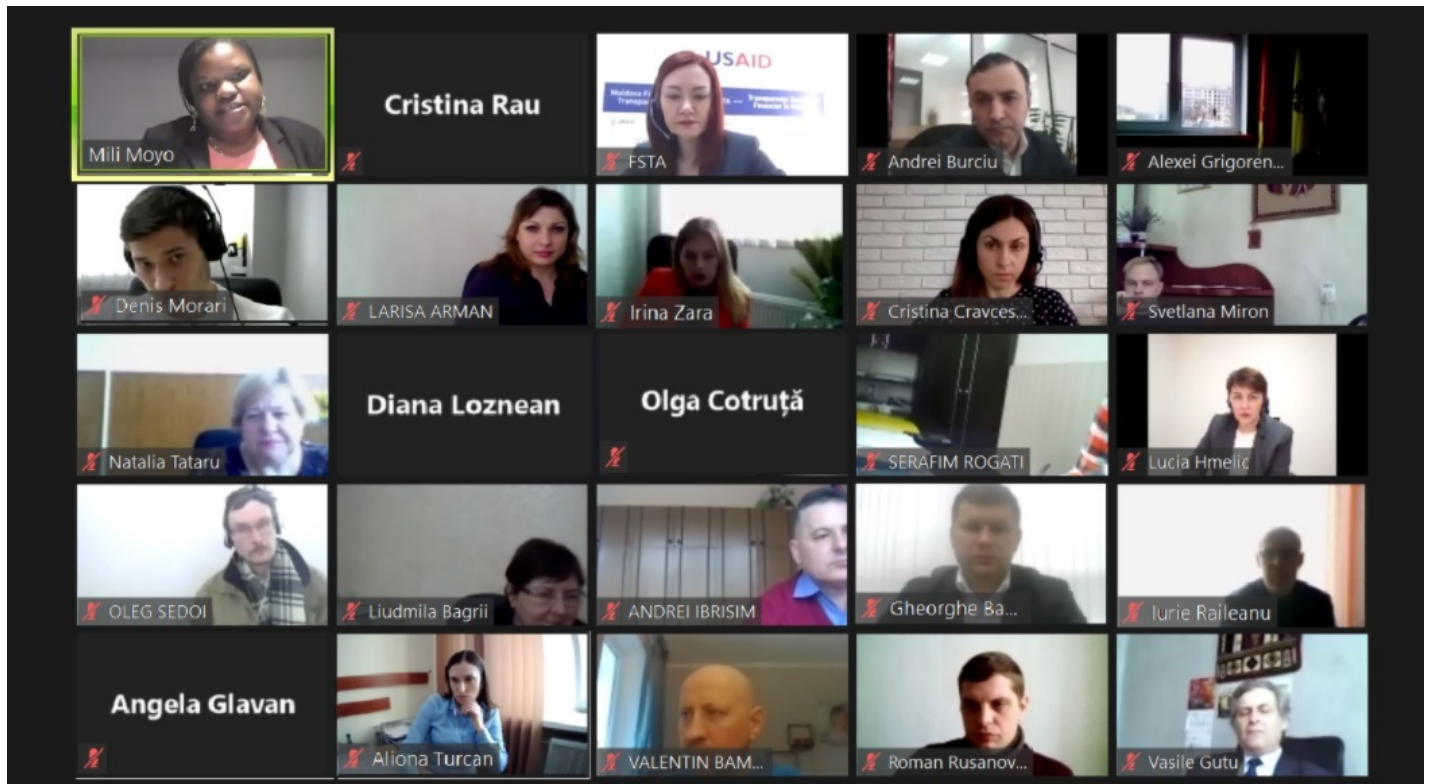 Mili Moyo
Cristina Rau
USAID
FSTA
Andrei Burciu
Alexei Grigoren...
Denis Morari
LARISA ARMAN
Irina Zara
Cristina Cravces...
Svetlana Miron
Natalia Tataru
Diana Loznean
Olga Cotruță
SERAFIM ROGATI
Lucia Hmelic
OLEG SEDOI
Liudmila Bagrii
ANDREI IBRISIM
Gheorghe Ba...
Iurie Raileanu
Angela Glavan
Aliona Turcan
VALENTIN BAM...
Roman Rusanov...
Vasile Gutu